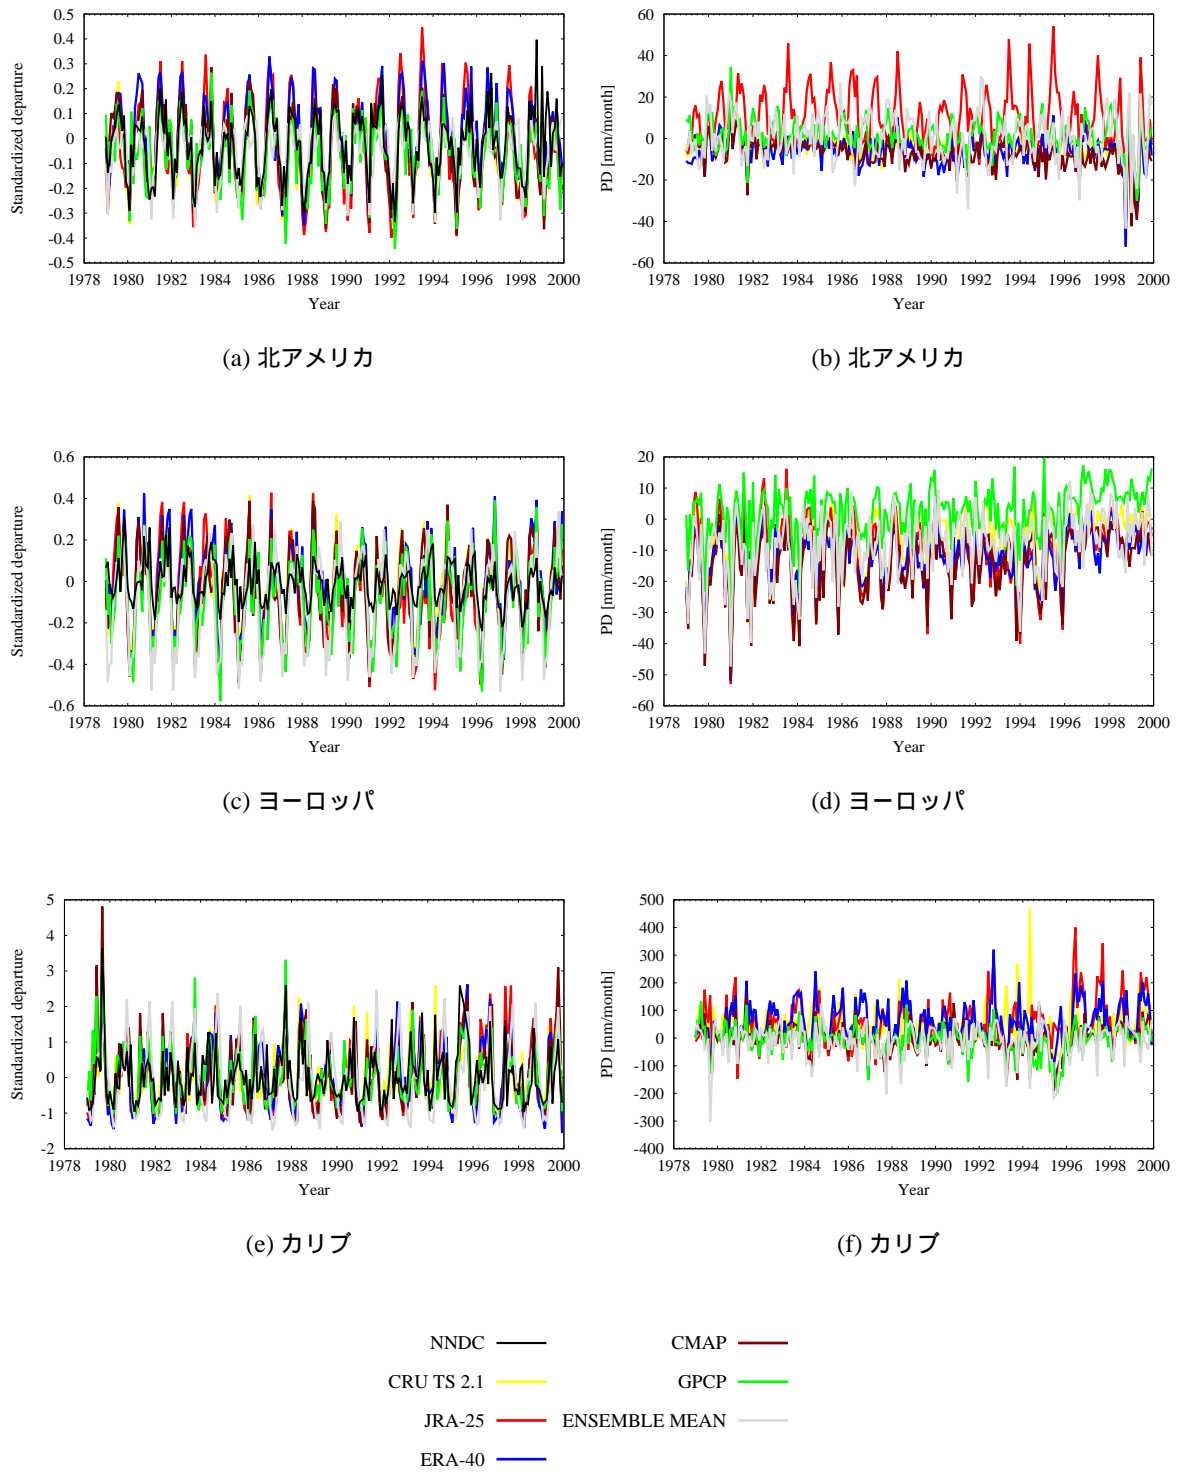 Standardized departure
0.5
0.4
0.3
0.2
0.1
0
-0.1
-0.2
-0.3
-0.4
-0.5
1978 1980 1982 1984 1986 1988 1990 1992 1994 1996 1998 2000
Year
(a) 北アメリカ
PD [mm/month]
60
40
20
0
-20
-40
-60
1978 1980 1982 1984 1986 1988 1990 1992 1994 1996 1998 2000
Year
(b) 北アメリカ
Standardized departure
0.6
0.4
0.2
0
-0.2
-0.4
-0.6
1978 1980 1982 1984 1986 1988 1990 1992 1994 1996 1998 2000
Year
(c) ヨーロッパ
PD [mm/month]
20
10
0
-10
-20
-30
-40
-50
-60
1978 1980 1982 1984 1986 1988 1990 1992 1994 1996 1998 2000
Year
(d) ヨーロッパ
Standardized departure
5
4
3
2
1
0
-1
-2
1978 1980 1982 1984 1986 1988 1990 1992 1994 1996 1998 2000
Year
(e) カリブ
PD [mm/month]
500
400
300
200
100
0
-100
-200
-300
-400
1978 1980 1982 1984 1986 1988 1990 1992 1994 1996 1998 2000
Year
(f) カリブ
NNDC
CRU TS 2.1
JRA-25
ERA-40
CMAP
GPCP
ENSEMBLE MEAN